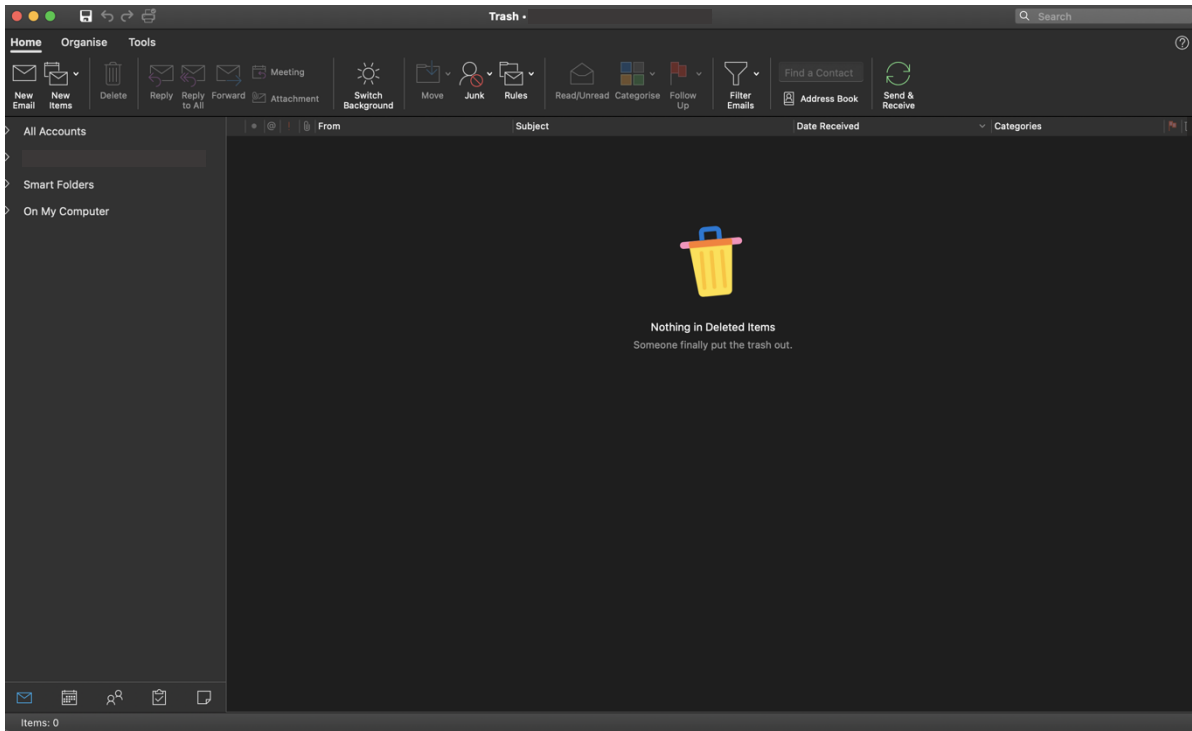 Trash •
Search
Home Organise Tools
New Email
New Items
Delete
Reply
Reply to All
Forward
Meeting
Attachment
Switch Background
Move
Junk
Rules
Read/Unread
Categorise
Follow Up
Filter Emails
Find a Contact
Address Book
Send & Receive
All Accounts
Smart Folders
On My Computer
@ ! From Subject Date Received Categories
Nothing in Deleted Items
Someone finally put the trash out.
Items: 0